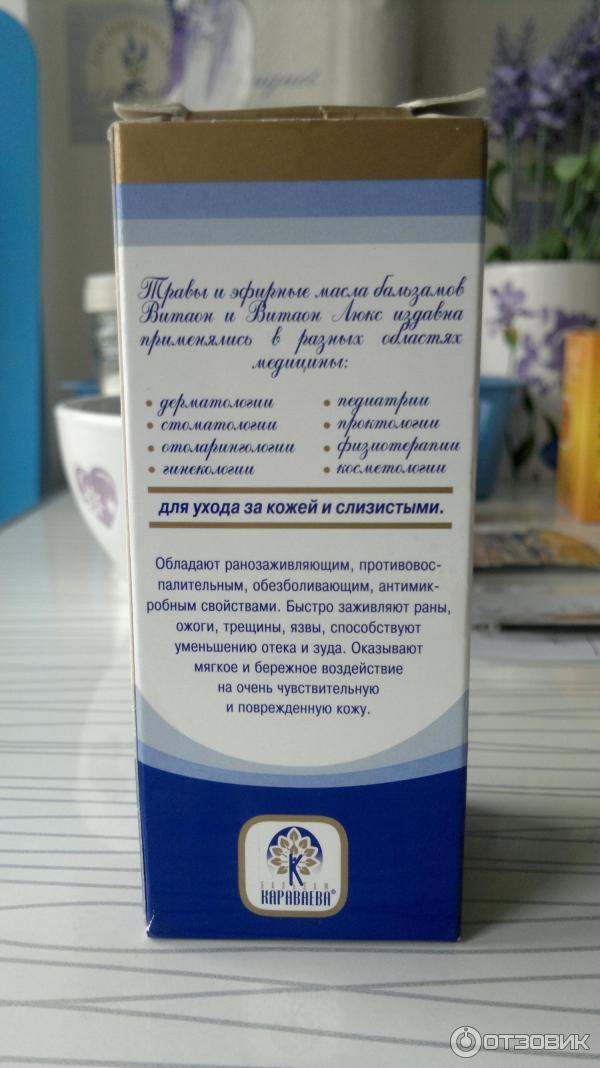 Травы и эфирные масла бальзамов
Витаон и Витаон Люкс издавна
применялись в разных областях
медицины:
• дерматологии
• стоматологии
• отоларингологии
• гинекологии
• педиатрии
• проктологии
• физиотерапии
• косметологии
для ухода за кожей и слизистыми.
Обладают ранозаживляющим, противовос-
палительным, обезболивающим, антимик-
робным свойствами. Быстро заживляют раны,
ожоги, трещины, язвы, способствуют
уменьшению отека и зуда. Оказывают
мягкое и бережное воздействие
на очень чувствительную
и поврежденную кожу.
К
КАРАВАЕВА®
ОТЗОВИК